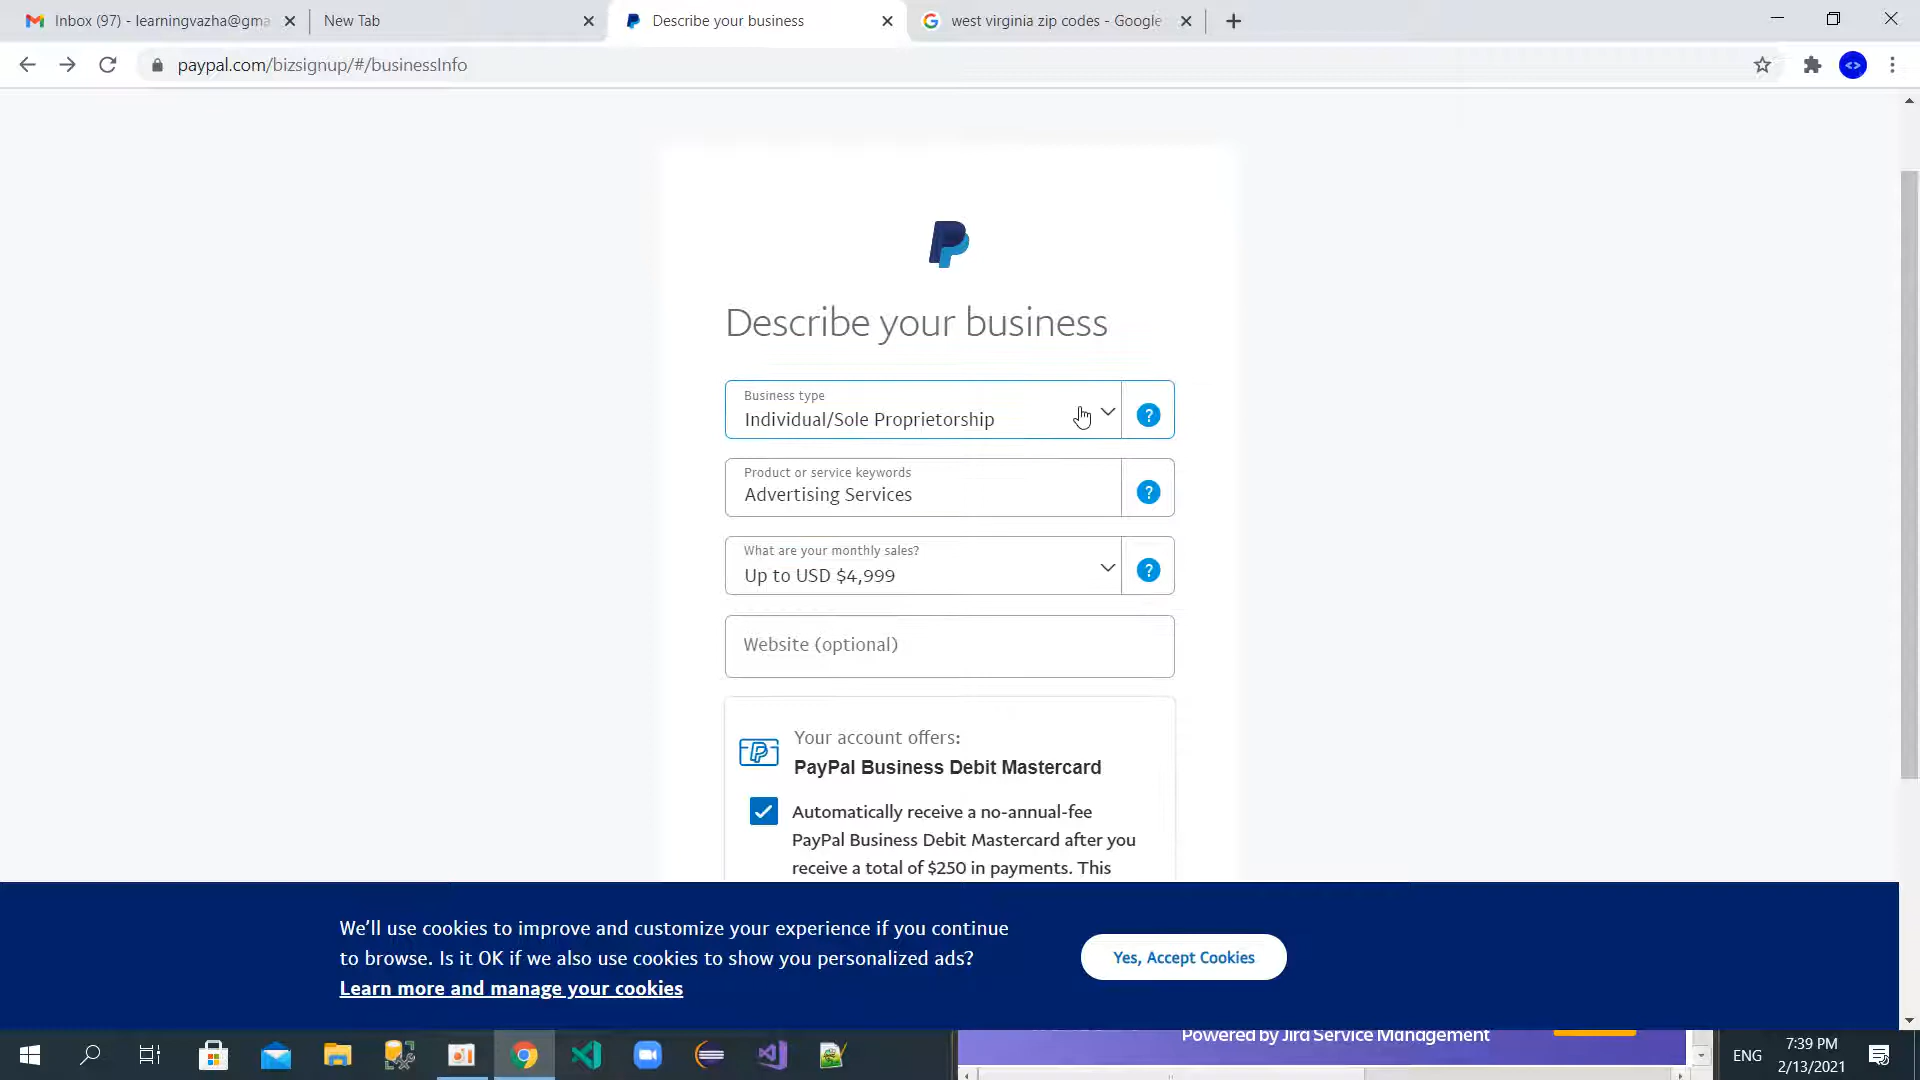 Inbox (97) - learningvazha@gma
New Tab
Describe your business
west virginia zip codes - Google
paypal.com/bizsignup/#/businessInfo
Describe your business
Business type
Individual/Sole Proprietorship
?
Product or service keywords
Advertising Services
?
What are your monthly sales?
Up to USD $4,999
?
Website (optional)
Your account offers:
PayPal Business Debit Mastercard
Automatically receive a no-annual-fee
PayPal Business Debit Mastercard after you
receive a total of $250 in payments. This
We’ll use cookies to improve and customize your experience if you continue
to browse. Is it OK if we also use cookies to show you personalized ads?
Learn more and manage your cookies
Yes, Accept Cookies
Powered by Jira Service Management
ENG
7:39 PM
2/13/2021